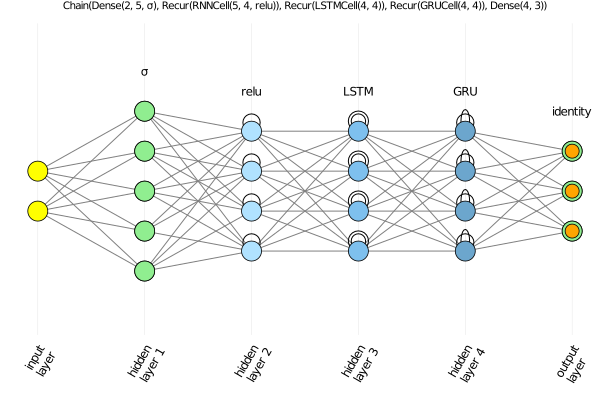 Chain(Dense(2, 5, σ), Recur(RNNCell(5, 4, relu)), Recur(LSTMCell(4, 4)), Recur(GRUCell(4, 4)), Dense(4, 3))
σ
relu
LSTM
GRU
identity
input
layer
hidden
layer 1
hidden
layer 2
hidden
layer 3
hidden
layer 4
output
layer